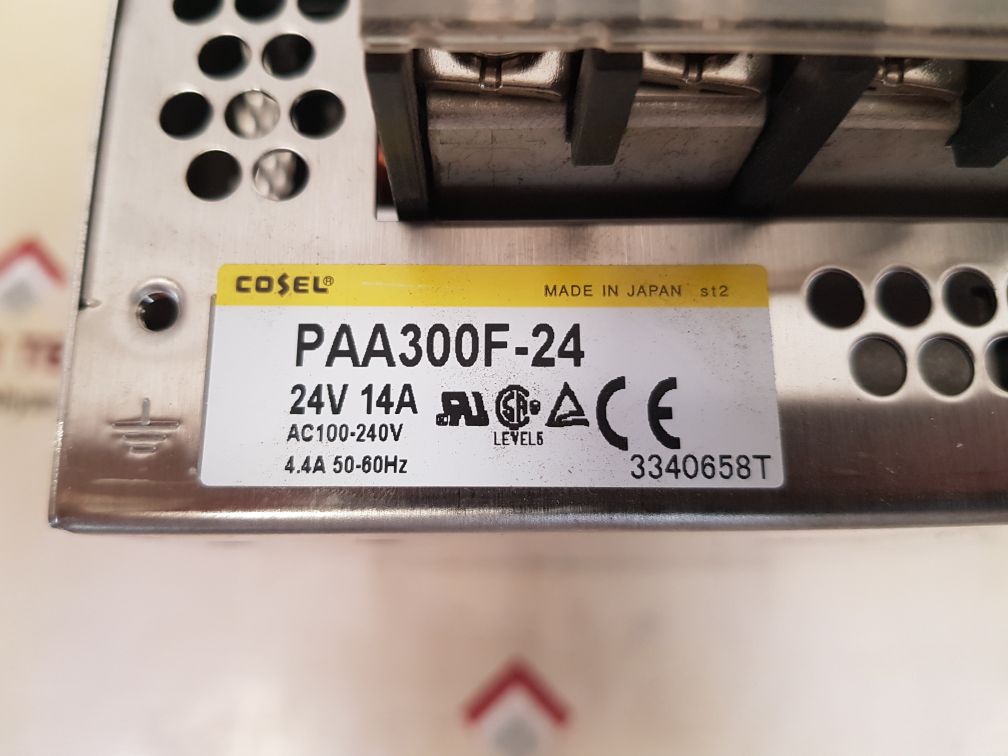 COSEL® MADE IN JAPAN st2
PAA300F-24
24V 14A
AC100-240V
4.4A 50-60Hz
LEVEL5
3340658T